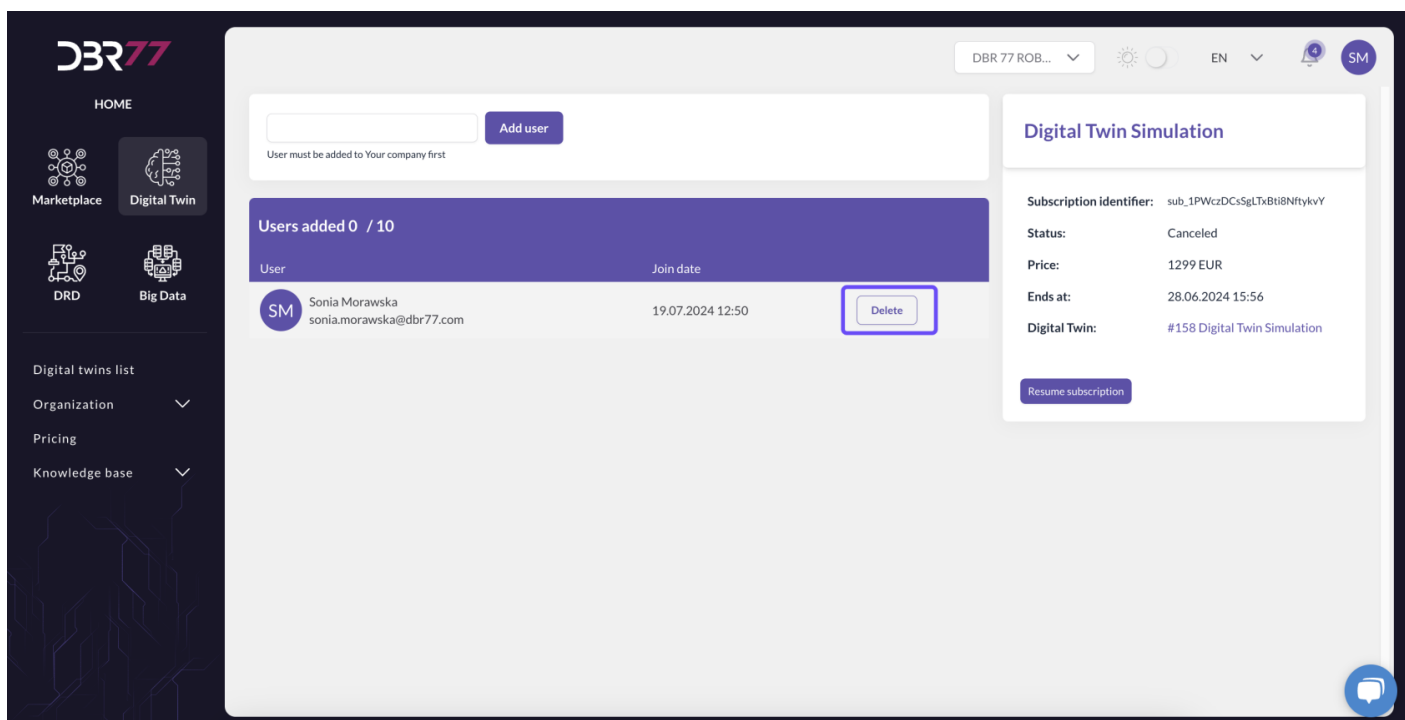 DBR77
DBR 77 ROB...
EN
4
SM
HOME
Marketplace
Digital Twin
DRD
Big Data
Digital twins list
Organization
Pricing
Knowledge base
Add user
User must be added to Your company first
Users added 0 / 10
User Join date
SM
Sonia Morawska
sonia.morawska@dbr77.com
19.07.2024 12:50
Delete
Digital Twin Simulation
Subscription identifier: sub_1PWczDCsSgLTxBti8NftykvY
Status: Canceled
Price: 1299 EUR
Ends at: 28.06.2024 15:56
Digital Twin: #158 Digital Twin Simulation
Resume subscription